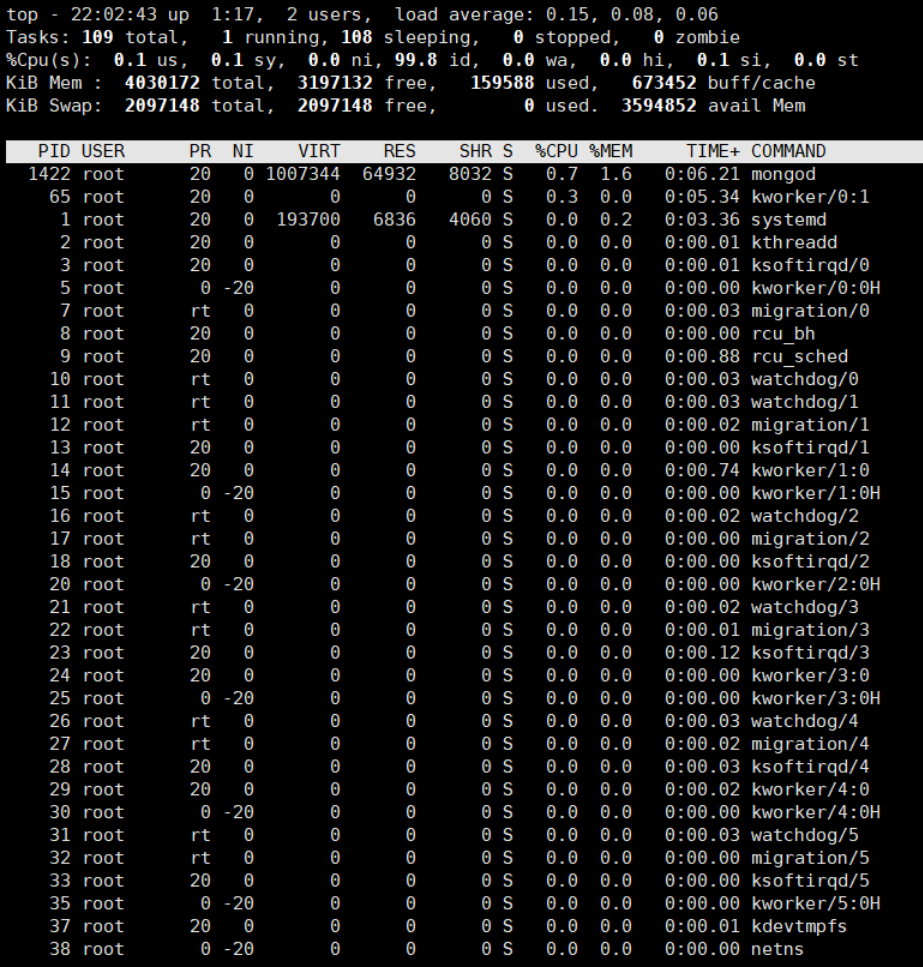 top - 22:02:43 up  1:17,  2 users,  load average: 0.15, 0.08, 0.06
Tasks: 109 total,   1 running, 108 sleeping,   0 stopped,   0 zombie
%Cpu(s):  0.1 us,  0.1 sy,  0.0 ni, 99.8 id,  0.0 wa,  0.0 hi,  0.1 si,  0.0 st
KiB Mem :  4030172 total,  3197132 free,   159588 used,   673452 buff/cache
KiB Swap:  2097148 total,  2097148 free,        0 used.  3594852 avail Mem
PID USER      PR  NI    VIRT    RES    SHR S  %CPU %MEM     TIME+ COMMAND
1422 root      20   0 1007344  64932   8032 S   0.7  1.6   0:06.21 mongod
65 root      20   0       0      0      0 S   0.3  0.0   0:05.34 kworker/0:1
1 root      20   0  193700   6836   4060 S   0.0  0.2   0:03.36 systemd
2 root      20   0       0      0      0 S   0.0  0.0   0:00.01 kthreadd
3 root      20   0       0      0      0 S   0.0  0.0   0:00.01 ksoftirqd/0
5 root       0 -20       0      0      0 S   0.0  0.0   0:00.00 kworker/0:0H
7 root      rt   0       0      0      0 S   0.0  0.0   0:00.03 migration/0
8 root      20   0       0      0      0 S   0.0  0.0   0:00.00 rcu_bh
9 root      20   0       0      0      0 S   0.0  0.0   0:00.88 rcu_sched
10 root      rt   0       0      0      0 S   0.0  0.0   0:00.03 watchdog/0
11 root      rt   0       0      0      0 S   0.0  0.0   0:00.03 watchdog/1
12 root      rt   0       0      0      0 S   0.0  0.0   0:00.02 migration/1
13 root      20   0       0      0      0 S   0.0  0.0   0:00.00 ksoftirqd/1
14 root      20   0       0      0      0 S   0.0  0.0   0:00.74 kworker/1:0
15 root       0 -20       0      0      0 S   0.0  0.0   0:00.00 kworker/1:0H
16 root      rt   0       0      0      0 S   0.0  0.0   0:00.02 watchdog/2
17 root      rt   0       0      0      0 S   0.0  0.0   0:00.00 migration/2
18 root      20   0       0      0      0 S   0.0  0.0   0:00.00 ksoftirqd/2
20 root       0 -20       0      0      0 S   0.0  0.0   0:00.00 kworker/2:0H
21 root      rt   0       0      0      0 S   0.0  0.0   0:00.02 watchdog/3
22 root      rt   0       0      0      0 S   0.0  0.0   0:00.01 migration/3
23 root      20   0       0      0      0 S   0.0  0.0   0:00.12 ksoftirqd/3
24 root      20   0       0      0      0 S   0.0  0.0   0:00.00 kworker/3:0
25 root       0 -20       0      0      0 S   0.0  0.0   0:00.00 kworker/3:0H
26 root      rt   0       0      0      0 S   0.0  0.0   0:00.03 watchdog/4
27 root      rt   0       0      0      0 S   0.0  0.0   0:00.02 migration/4
28 root      20   0       0      0      0 S   0.0  0.0   0:00.03 ksoftirqd/4
29 root      20   0       0      0      0 S   0.0  0.0   0:00.02 kworker/4:0
30 root       0 -20       0      0      0 S   0.0  0.0   0:00.00 kworker/4:0H
31 root      rt   0       0      0      0 S   0.0  0.0   0:00.03 watchdog/5
32 root      rt   0       0      0      0 S   0.0  0.0   0:00.00 migration/5
33 root      20   0       0      0      0 S   0.0  0.0   0:00.00 ksoftirqd/5
35 root       0 -20       0      0      0 S   0.0  0.0   0:00.00 kworker/5:0H
37 root      20   0       0      0      0 S   0.0  0.0   0:00.01 kdevtmpfs
38 root       0 -20       0      0      0 S   0.0  0.0   0:00.00 netns